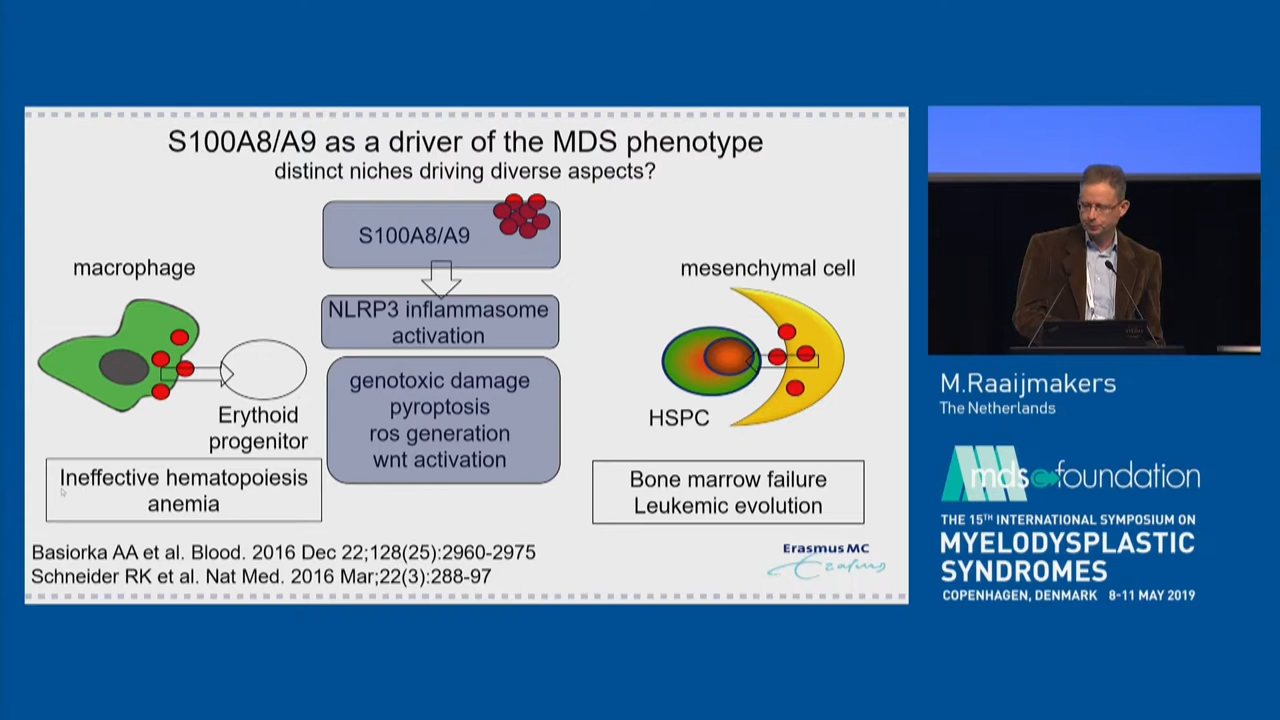 S100A8/A9 as a driver of the MDS phenotype
distinct niches driving diverse aspects?
S100A8/A9
macrophage
mesenchymal cell
NLRP3 inflammasome
activation
genotoxic damage
pyroptosis
ros generation
wnt activation
Erythoid
progenitor
HSPC
Ineffective hematopoiesis
anemia
Bone marrow failure
Leukemic evolution
Basiorka AA et al. Blood. 2016 Dec 22;128(25):2960-2975
Schneider RK et al. Nat Med. 2016 Mar;22(3):288-97
Erasmus MC
Erasmus
M.Raaijmakers
The Netherlands
mds foundation
THE 15TH INTERNATIONAL SYMPOSIUM ON
MYELODYSPLASTIC
SYNDROMES
COPENHAGEN, DENMARK 8-11 MAY 2019